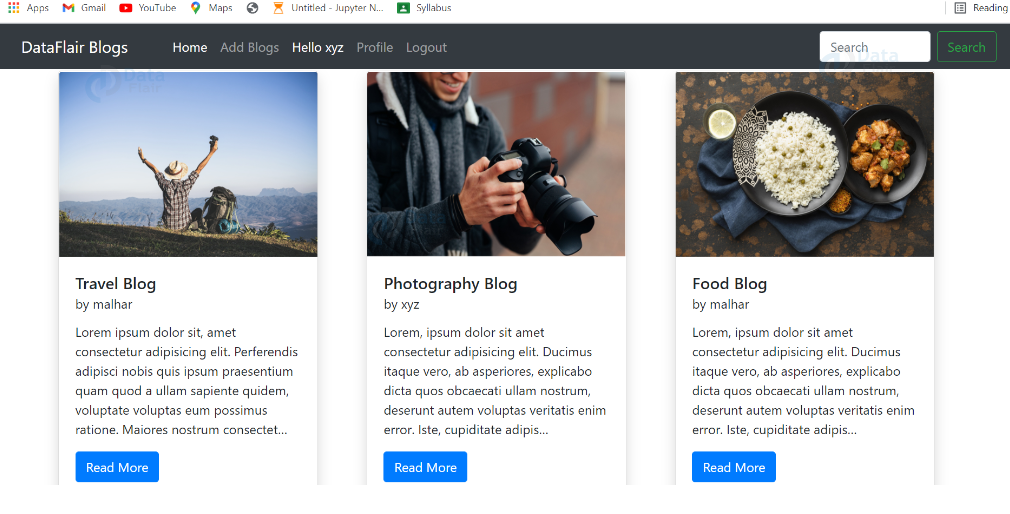 Apps Gmail YouTube Maps Untitled - Jupyter N... Syllabus Reading
DataFlair Blogs Home Add Blogs Hello xyz Profile Logout Search Search
Data
Data
Travel Blog
by malhar
Lorem ipsum dolor sit, amet
consectetur adipisicing elit. Perferendis
adipisci nobis quis ipsum praesentium
quam quod a ullam sapiente quidem,
voluptate voluptas eum possimus
ratione. Maiores nostrum consectet...
Read More
Photography Blog
by xyz
Lorem, ipsum dolor sit amet
consectetur adipisicing elit. Ducimus
itaque vero, ab asperiores, explicabo
dicta quos obcaecati ullam nostrum,
deserunt autem voluptas veritatis enim
error. Iste, cupiditate adipis...
Read More
Food Blog
by malhar
Lorem, ipsum dolor sit amet
consectetur adipisicing elit. Ducimus
itaque vero, ab asperiores, explicabo
dicta quos obcaecati ullam nostrum,
deserunt autem voluptas veritatis enim
error. Iste, cupiditate adipis...
Read More